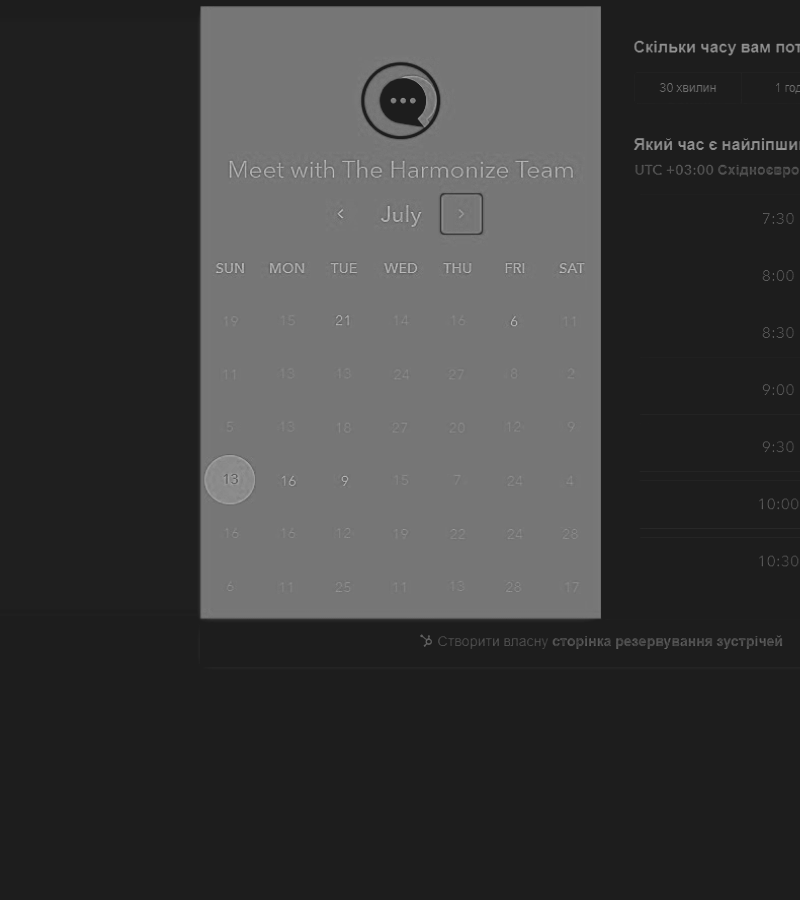 Meet with The Harmonize Team
July
SUN MON TUE WED THU FRI SAT
19 15 21 14 16 6 11
11 13 15 24 27 8 2
5 13 18 27 20 12 9
13 16 9 15 7 24 4
16 16 12 19 22 24 28
6 11 25 11 13 28 17
Скільки часу вам пот
30 хвилин 1 год
Який час є найліпши
UTC +03:00 Східноєвро
7:30
8:00
8:30
9:00
9:30
10:00
10:30
Створити власну сторінка резервування зустрічей